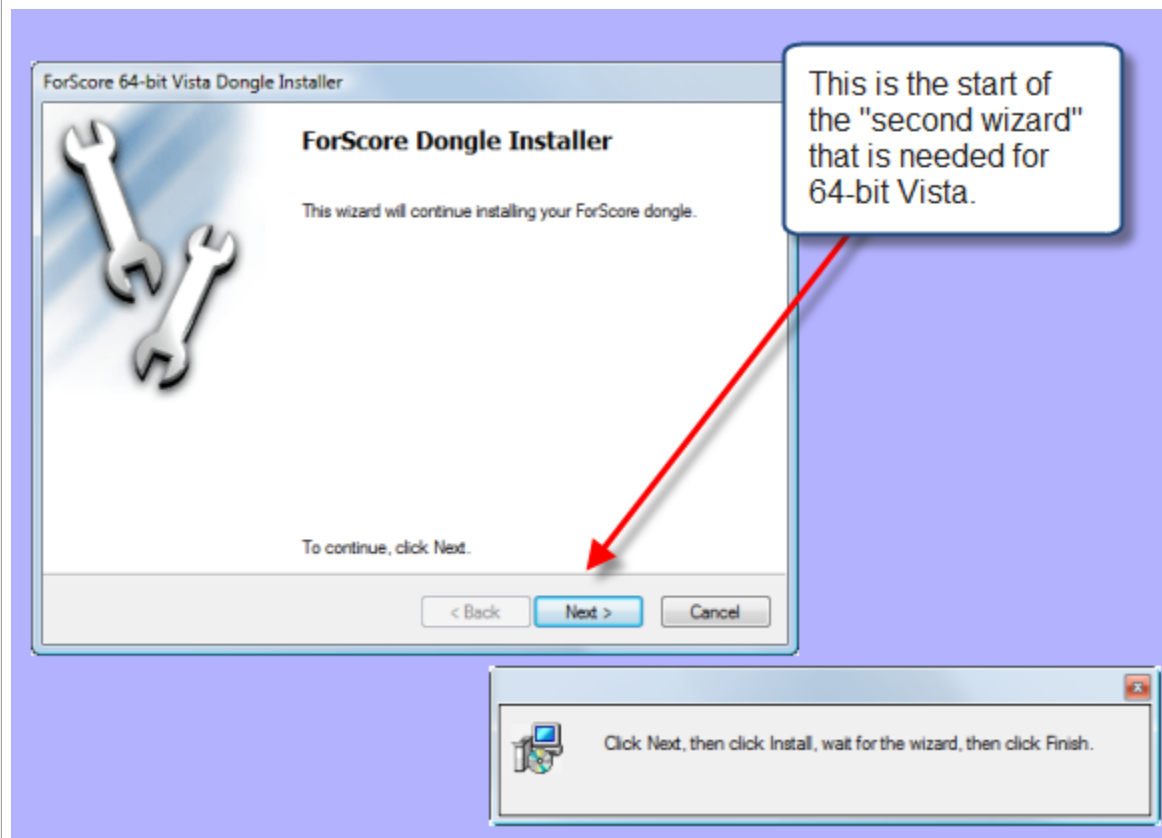 ForScore 64-bit Vista Dongle Installer
This is the start of
the "second wizard"
that is needed for
64-bit Vista.
ForScore Dongle Installer
This wizard will continue installing your ForScore dongle.
To continue, click Next.
< Back
Next >
Cancel
Click Next, then click Install, wait for the wizard, then click Finish.